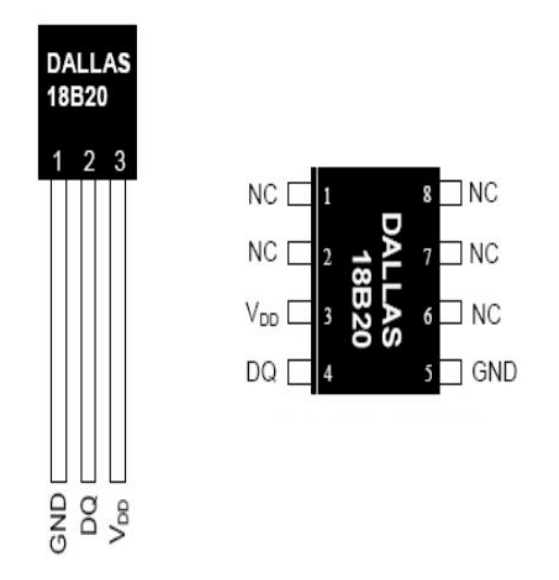 DALLAS
18B20
1 2 3
GND
DQ
VDD
NC 1 8 NC
NC 2 7 NC
VDD 3 6 NC
DQ 4 5 GND
DALLAS
18B20